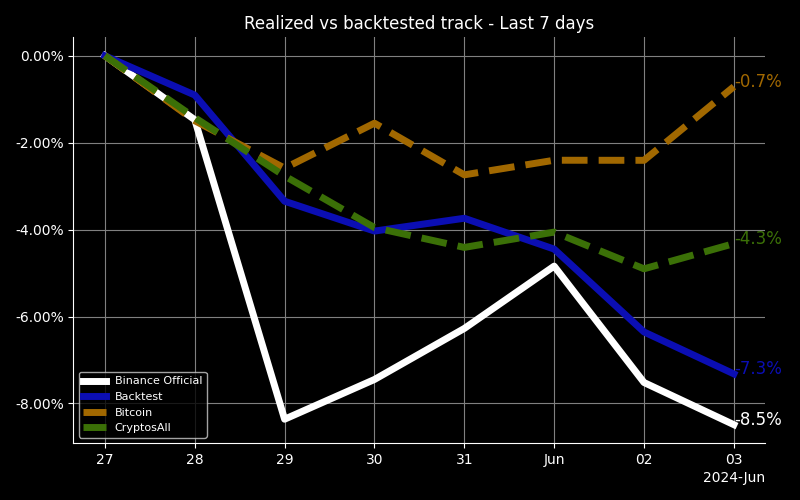 Realized vs backtested track - Last 7 days
0.00%
-2.00%
-4.00%
-6.00%
-8.00%
-0.7%
-4.3%
-7.3%
-8.5%
Binance Official
Backtest
Bitcoin
CryptosAll
27 28 29 30 31 Jun 02 03
2024-Jun